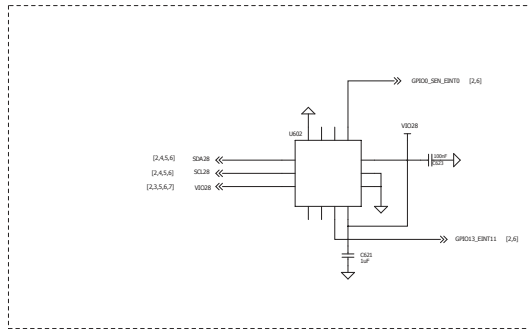 GPIO0_SEN_EINT0 [2,6]
VIO28
U602
[2,4,5,6] SDA28
100nF
C623
[2,4,5,6] SCL28
[2,3,5,6,7] VIO28
GPIO13_EINT11 [2,6]
C621
1uF